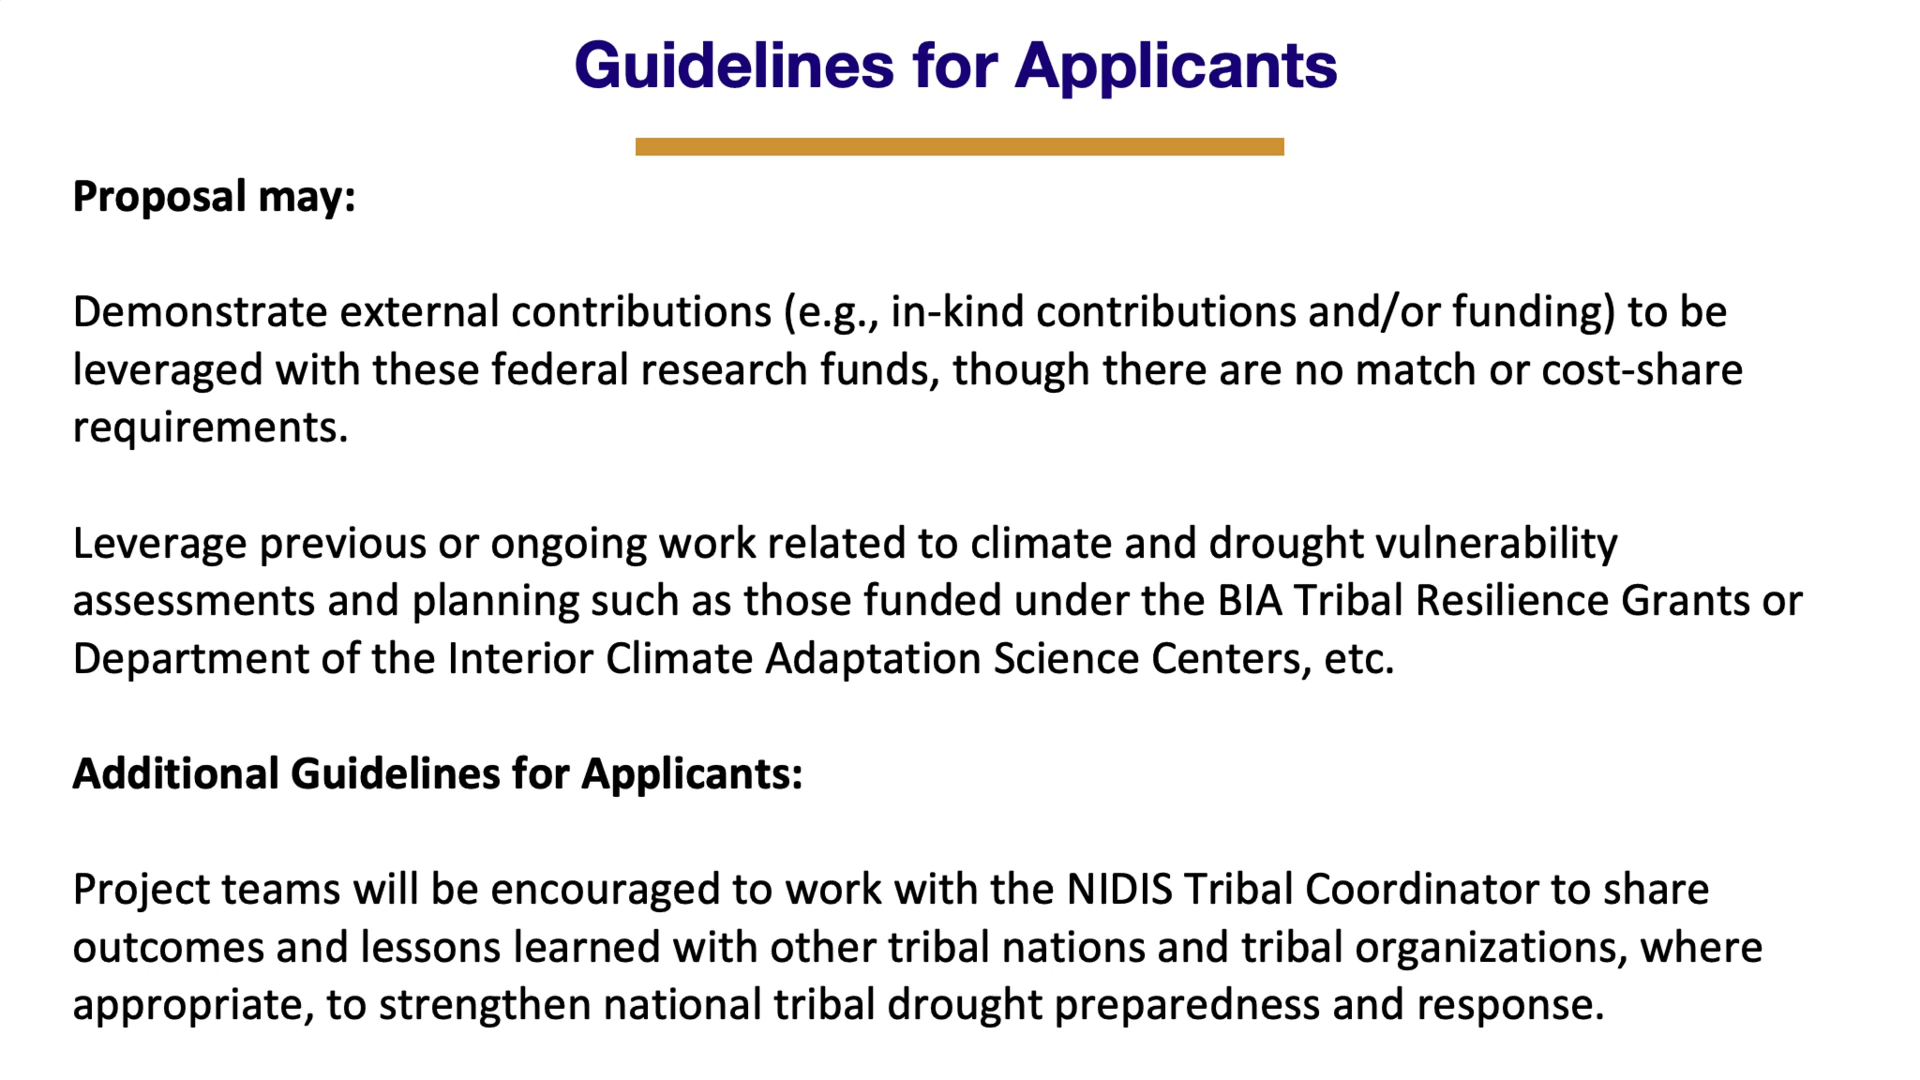 Guidelines for Applicants
Proposal may:
Demonstrate external contributions (e.g., in-kind contributions and/or funding) to be
leveraged with these federal research funds, though there are no match or cost-share
requirements.
Leverage previous or ongoing work related to climate and drought vulnerability
assessments and planning such as those funded under the BIA Tribal Resilience Grants or
Department of the Interior Climate Adaptation Science Centers, etc.
Additional Guidelines for Applicants:
Project teams will be encouraged to work with the NIDIS Tribal Coordinator to share
outcomes and lessons learned with other tribal nations and tribal organizations, where
appropriate, to strengthen national tribal drought preparedness and response.